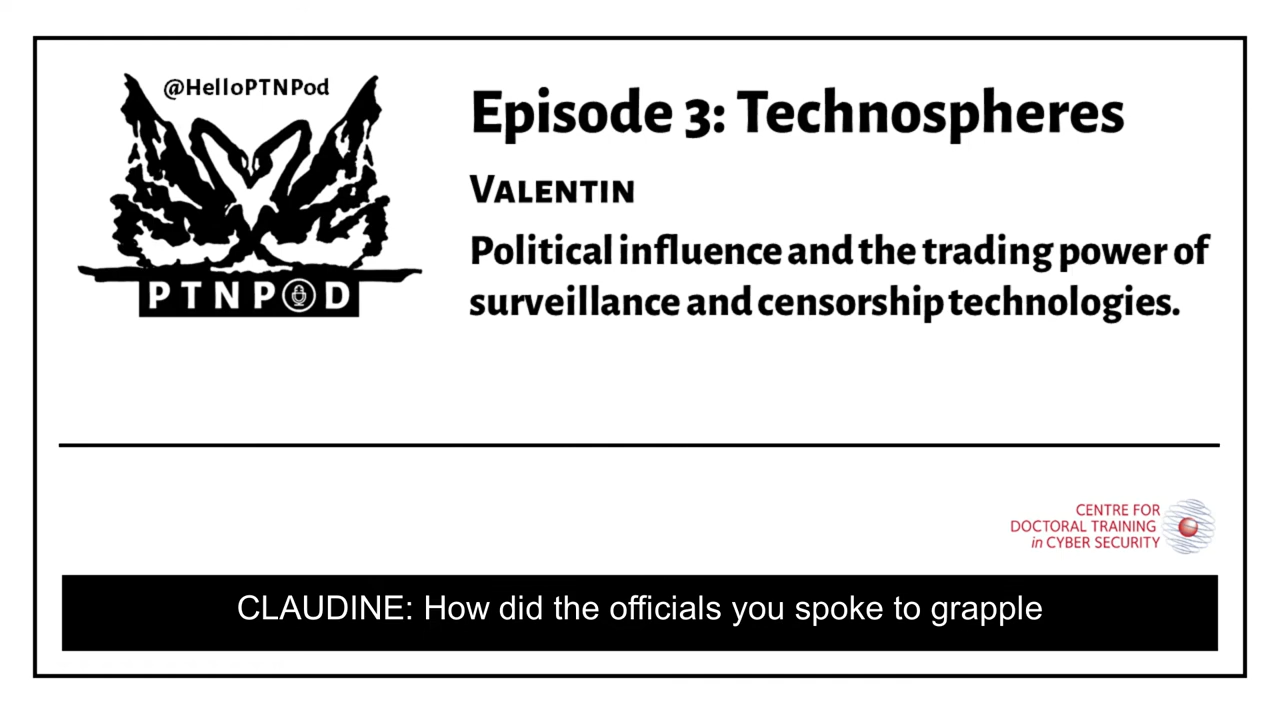 @HelloPTNPod
PTNPOD
Episode 3: Technospheres
VALENTIN
Political influence and the trading power of
surveillance and censorship technologies.
CENTRE FOR
DOCTORAL TRAINING
in CYBER SECURITY
CLAUDINE: How did the officials you spoke to grapple